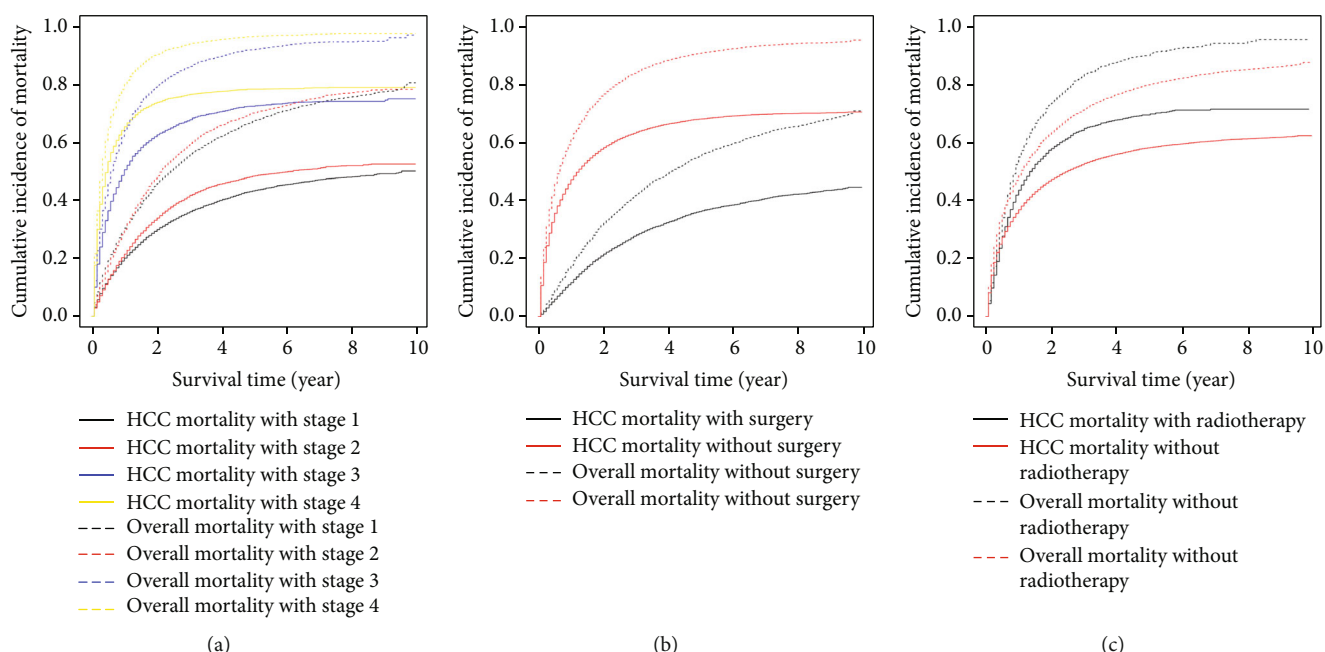 Cumulative incidence of mortality
1.0
0.8
0.6
0.4
0.2
0.0
0 2 4 6 8 10
Survival time (year)
HCC mortality with stage 1
HCC mortality with stage 2
HCC mortality with stage 3
HCC mortality with stage 4
Overall mortality with stage 1
Overall mortality with stage 2
Overall mortality with stage 3
Overall mortality with stage 4
(a)
Cumulative incidence of mortality
1.0
0.8
0.6
0.4
0.2
0.0
0 2 4 6 8 10
Survival time (year)
HCC mortality with surgery
HCC mortality without surgery
Overall mortality without surgery
Overall mortality without surgery
(b)
Cumulative incidence of mortality
1.0
0.8
0.6
0.4
0.2
0.0
0 2 4 6 8 10
Survival time (year)
HCC mortality with radiotherapy
HCC mortality without
radiotherapy
Overall mortality without
radiotherapy
Overall mortality without
radiotherapy
(c)